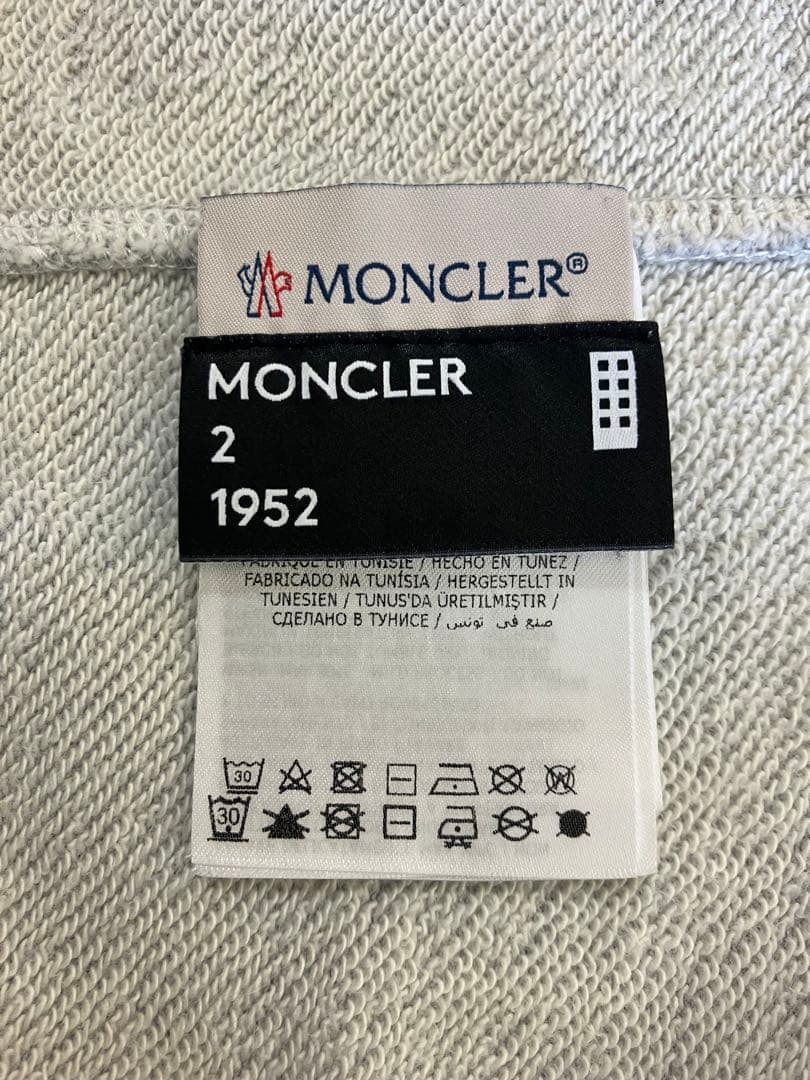 MONCLER®
MONCLER
2
1952
FABRIQUÉ EN TUNISIE / HECHO EN TUNEZ /
FABRICADO NA TUNÍSIA / HERGESTELLT IN
TUNESIEN / TUNUS'DA ÜRETILMIŞTIR /
СДЕЛАНО В ТУНИСЕ / صنع في تونس
30
W
30